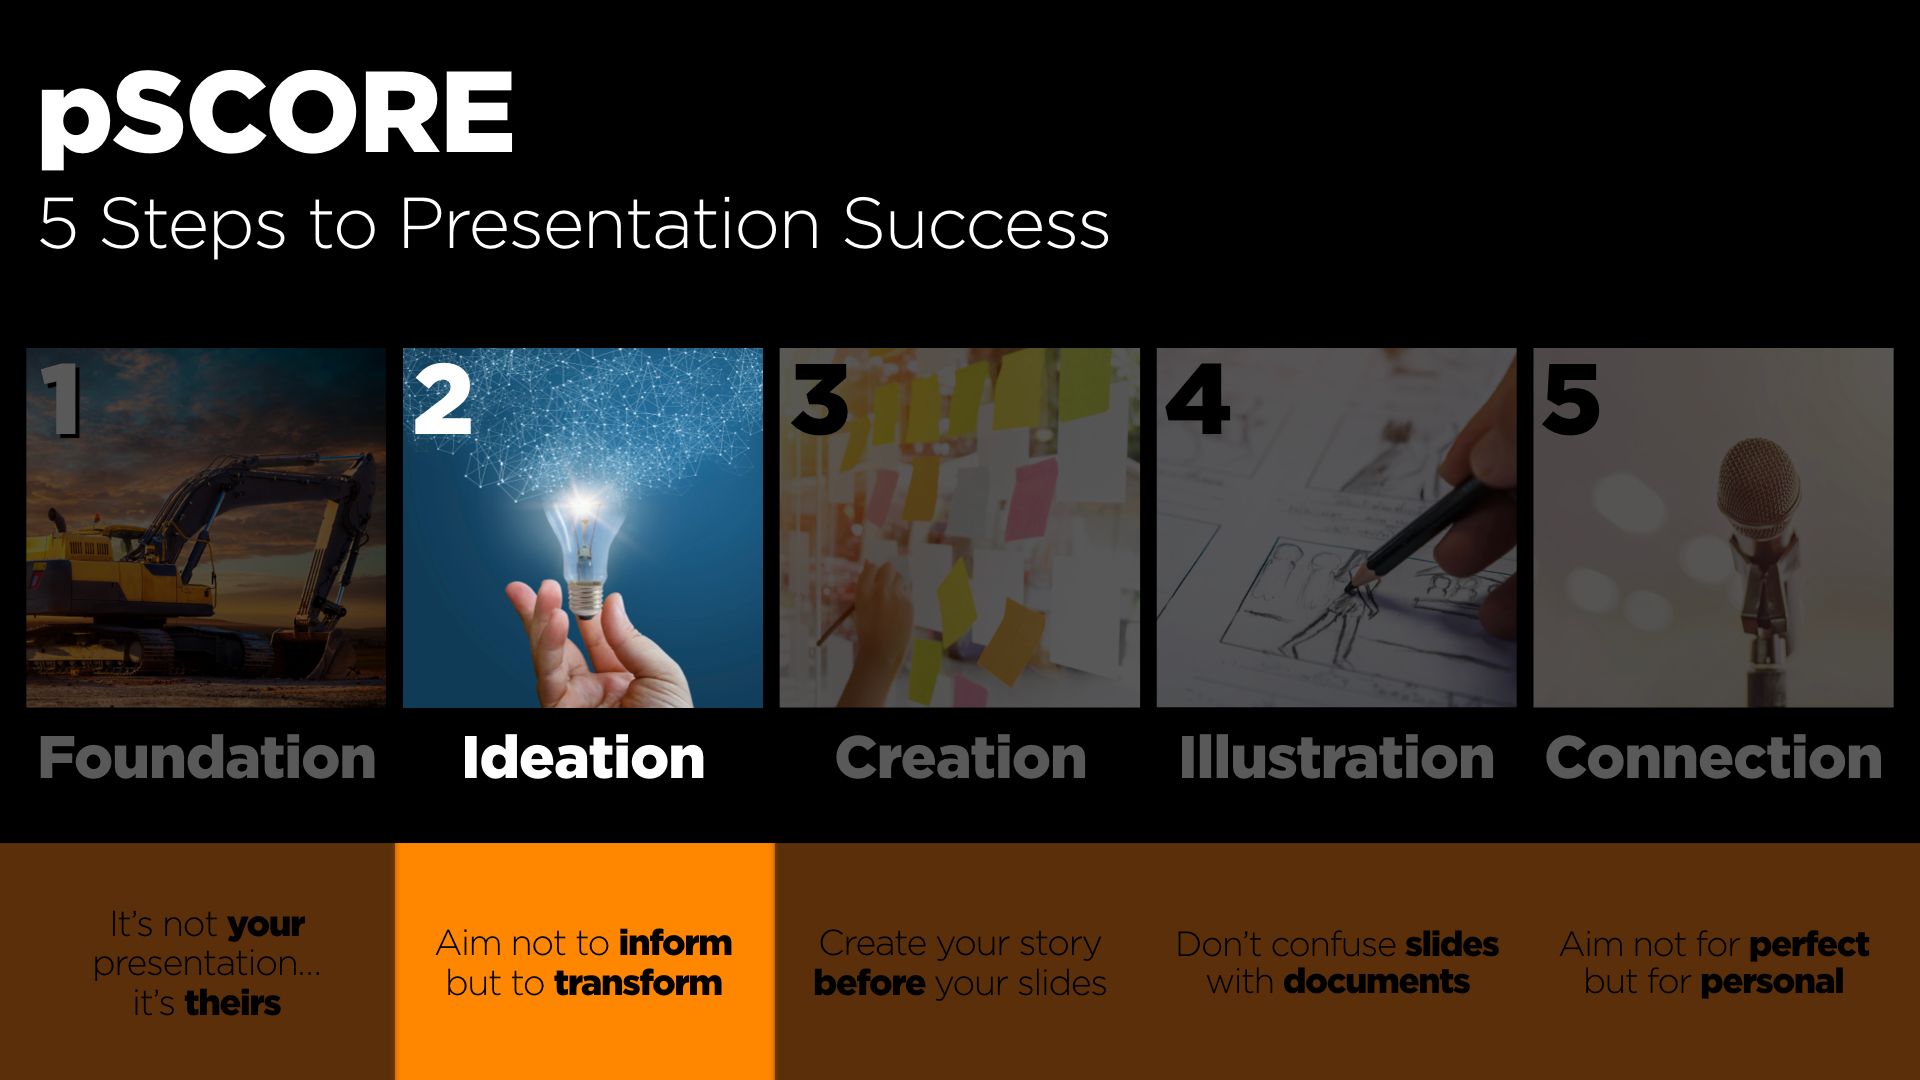 pSCORE
5 Steps to Presentation Success
1
2
3
4
5
Foundation
Ideation
Creation
Illustration
Connection
It’s not your
presentation...
it’s theirs
Aim not to inform
but to transform
Create your story
before your slides
Don’t confuse slides
with documents
Aim not for perfect
but for personal